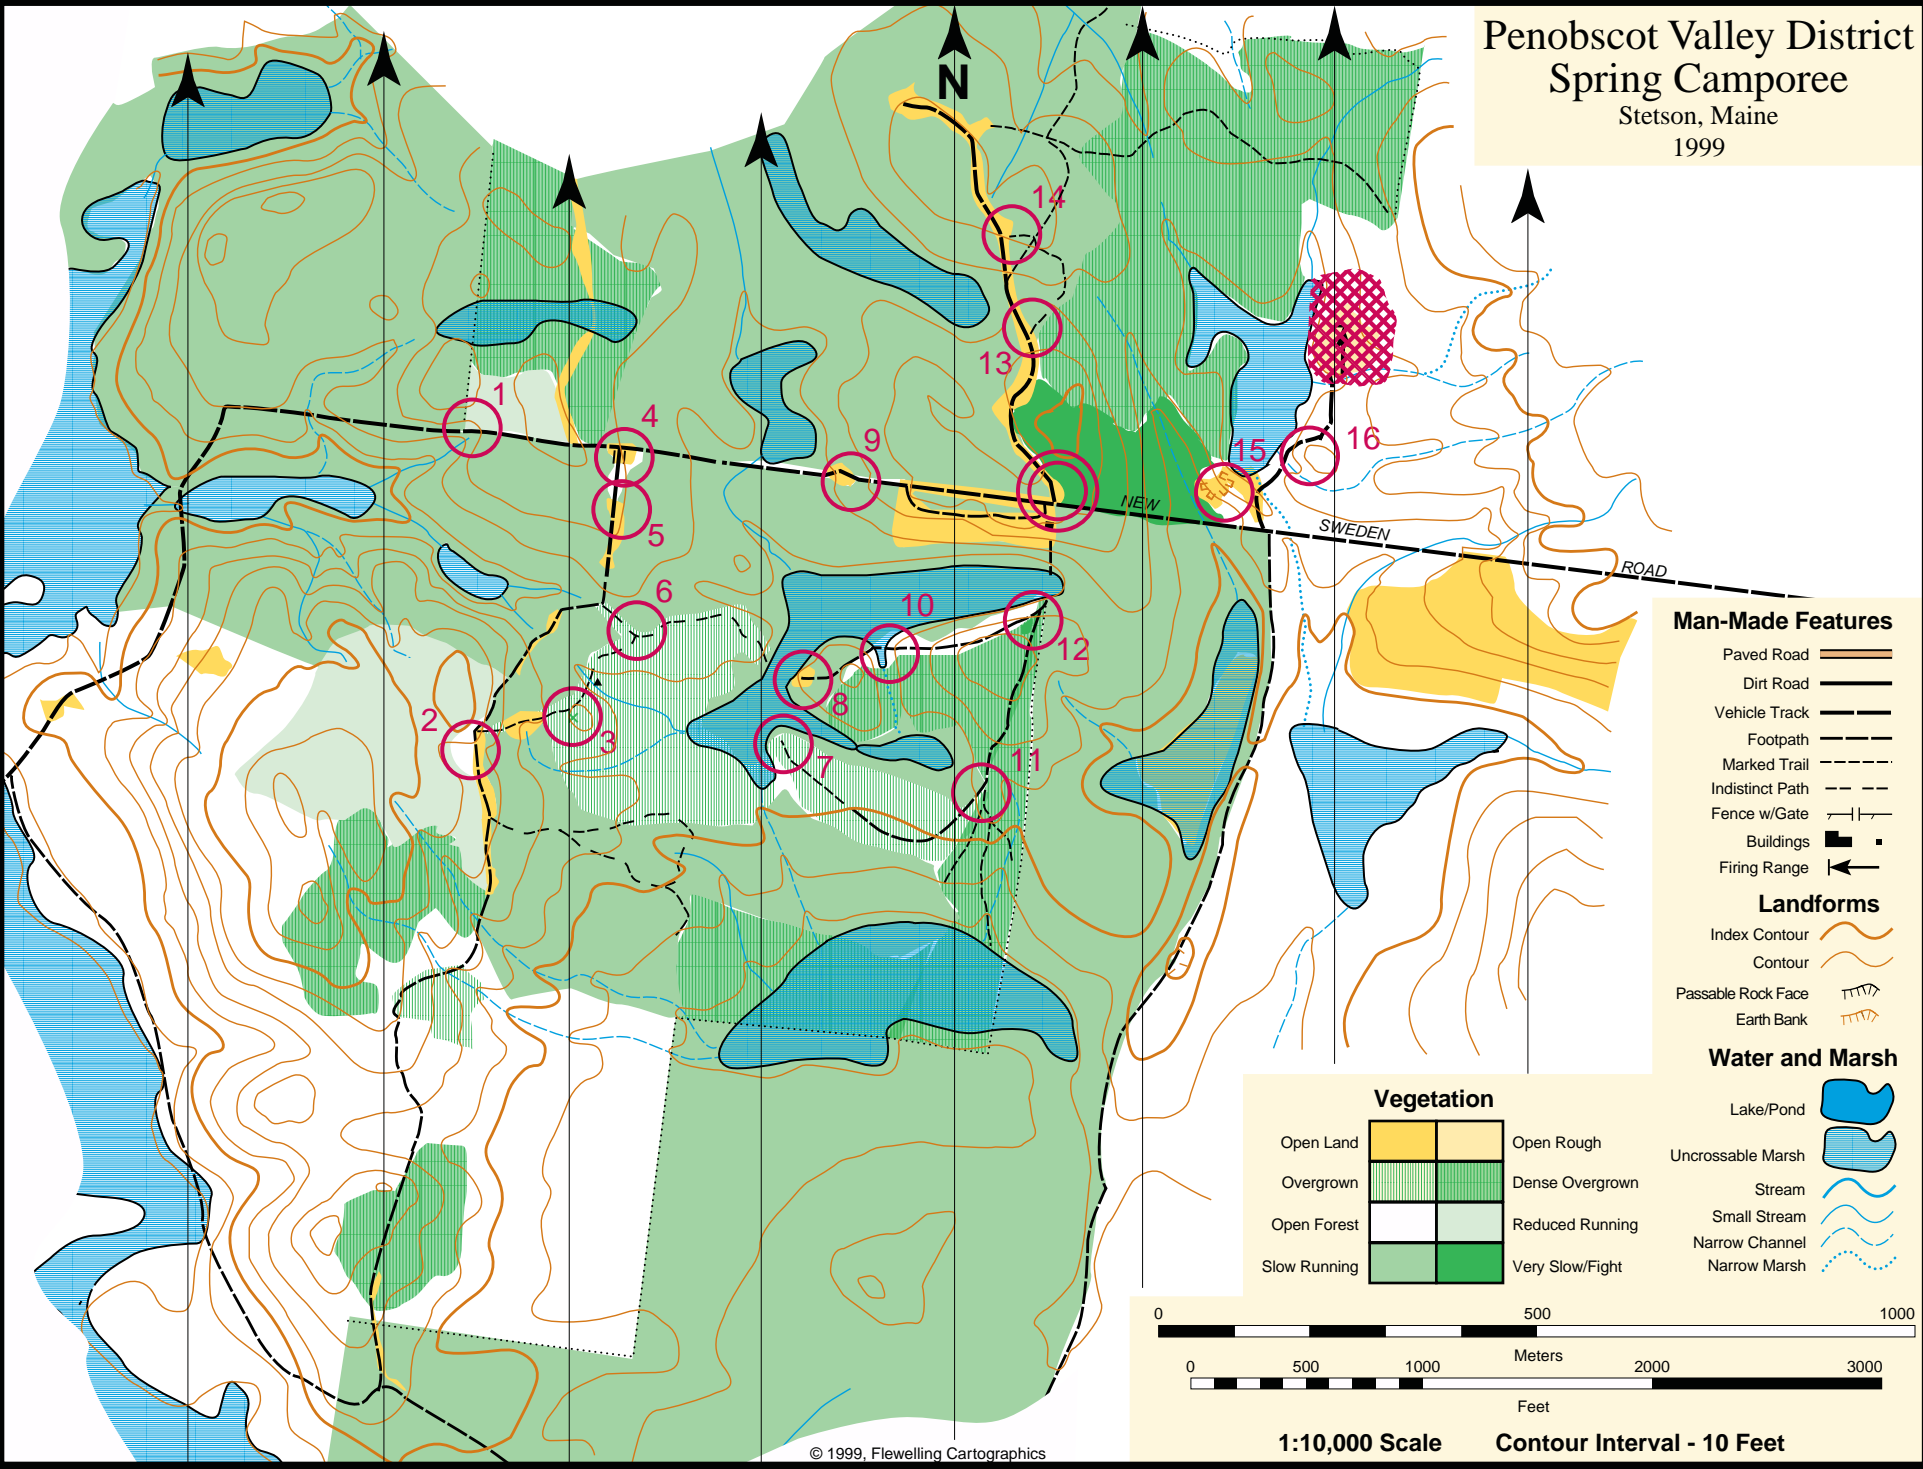 Penobscot Valley District
Spring Camporee
Stetson, Maine
1999
N
14
13
1
4
9
15
16
5
NEW
SWEDEN
ROAD
6
10
12
2
3
8
7
11
Man-Made Features
Paved Road
Dirt Road
Vehicle Track
Footpath
Marked Trail
Indistinct Path
Fence w/Gate
Buildings
Firing Range
Landforms
Index Contour
Contour
Passable Rock Face
Earth Bank
Water and Marsh
Lake/Pond
Uncrossable Marsh
Stream
Small Stream
Narrow Channel
Narrow Marsh
Vegetation
Open Land
Open Rough
Overgrown
Dense Overgrown
Open Forest
Reduced Running
Slow Running
Very Slow/Fight
0 500 1000
Meters
0 500 1000 2000 3000
Feet
1:10,000 Scale Contour Interval - 10 Feet
© 1999, Flewelling Cartographics